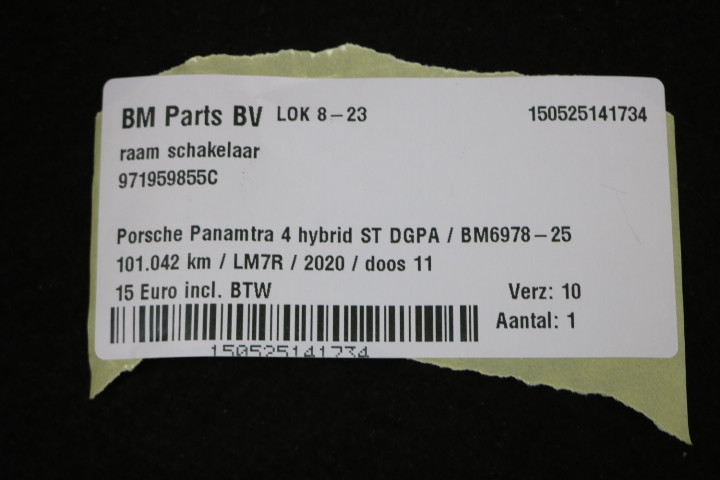 BM Parts BV LOK 8-23 150525141734
raam schakelaar
971959855C
Porsche Panamtra 4 hybrid ST DGPA / BM6978-25
101.042 km / LM7R / 2020 / doos 11
15 Euro incl. BTW Verz: 10
Aantal: 1
150525141734